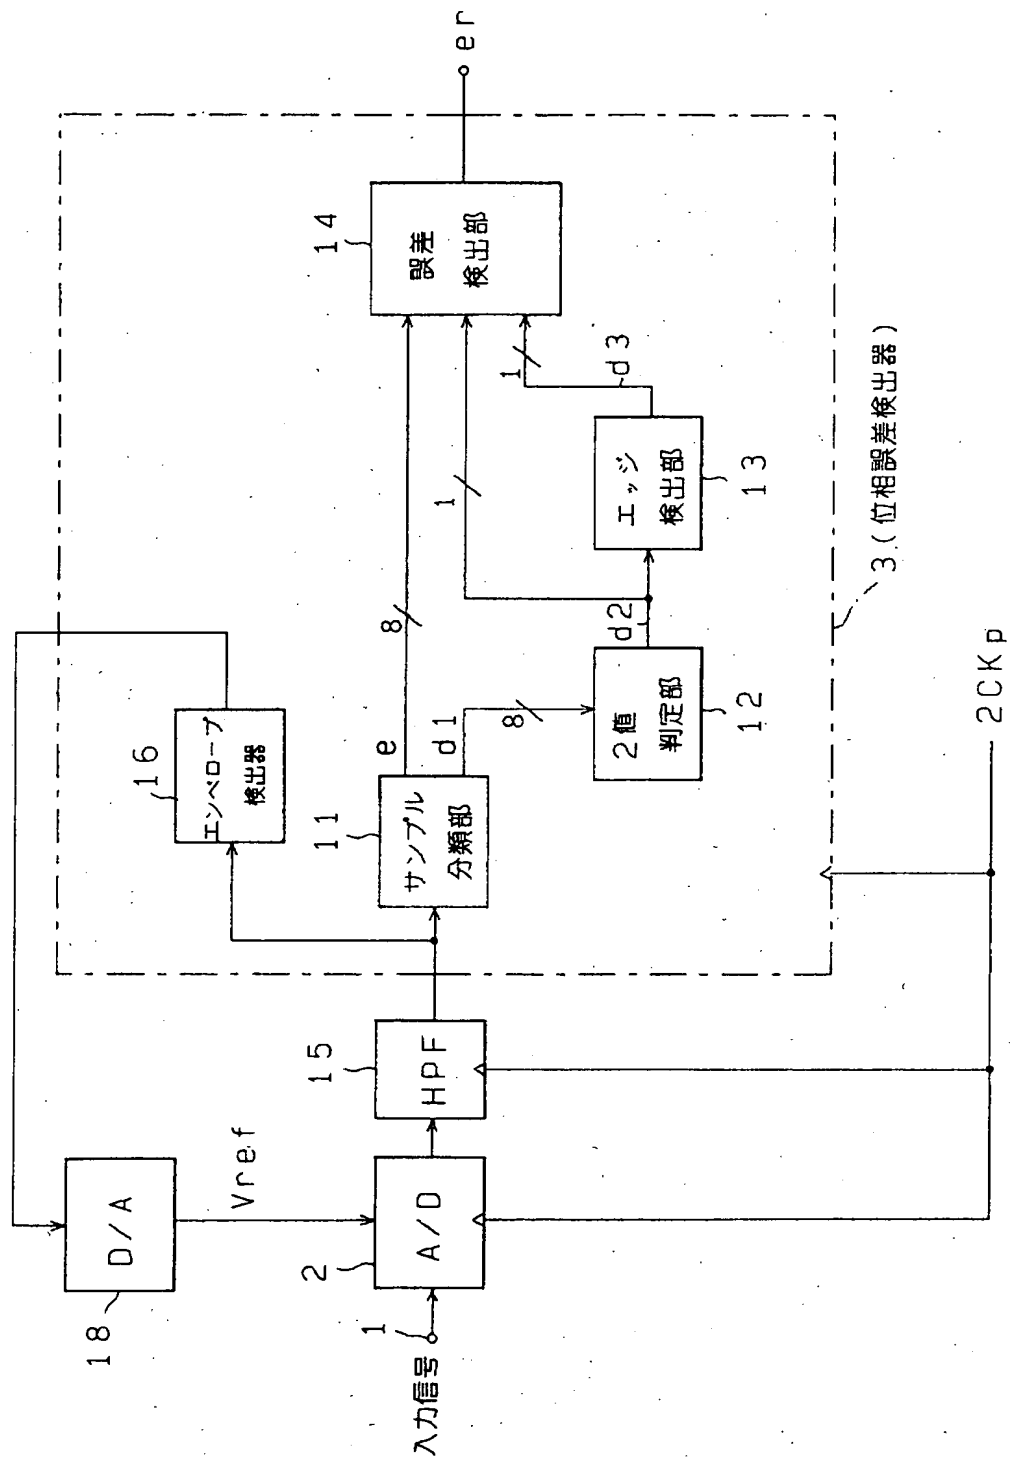 入力信号
1
2
A/D
18
D/A
Vref
15
HPF
16
エンベロープ
検出器
11
サンプル
分類部
e
d1
8
8
12
2値
判定部
d2
1
13
エッジ
検出部
d3
1
14
誤差
検出部
er
3(位相誤差検出器)
2CKp